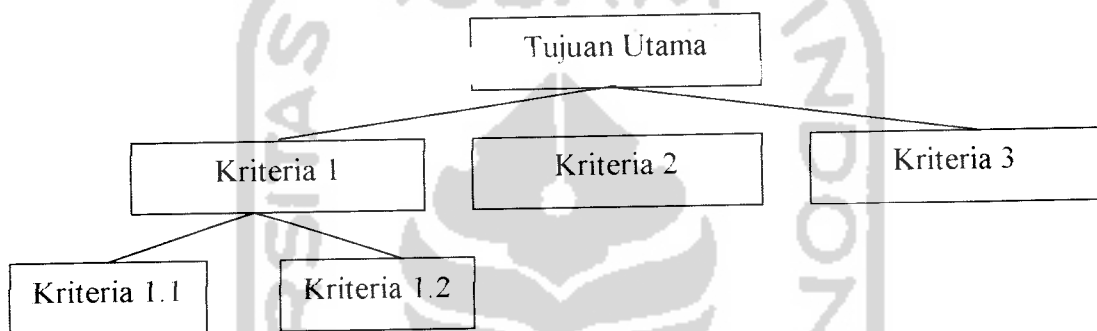 Tujuan Utama
Kriteria 1
Kriteria 2
Kriteria 3
Kriteria 1.1
Kriteria 1.2